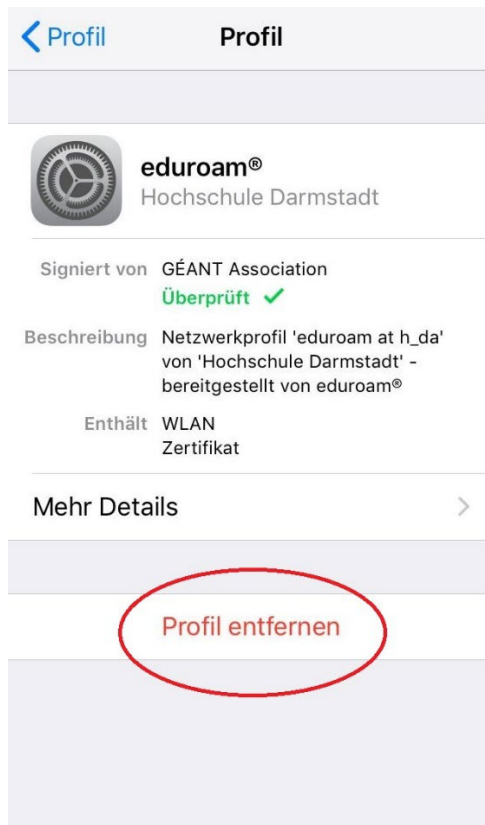 Profil Profil
eduroam®
Hochschule Darmstadt
Signiert von GÉANT Association
Überprüft ✓
Beschreibung Netzwerkprofil 'eduroam at h_da'
von 'Hochschule Darmstadt' -
bereitgestellt von eduroam®
Enthält WLAN
Zertifikat
Mehr Details
Profil entfernen